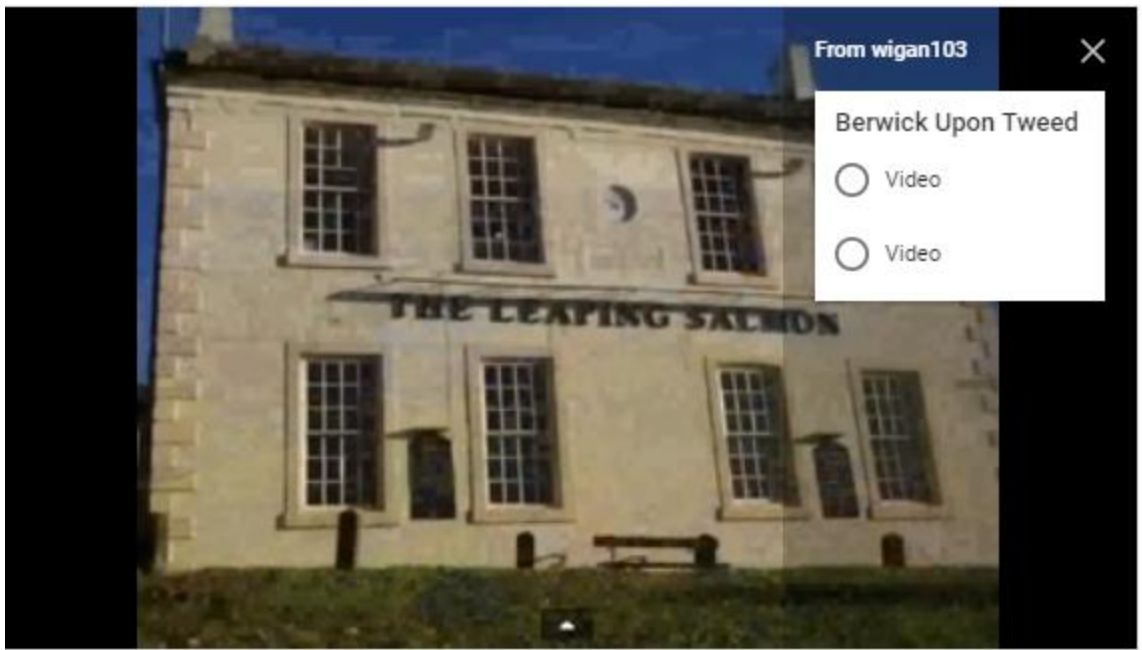 From wigan103
Berwick Upon Tweed
Video
Video
THE LEAPING SALMON